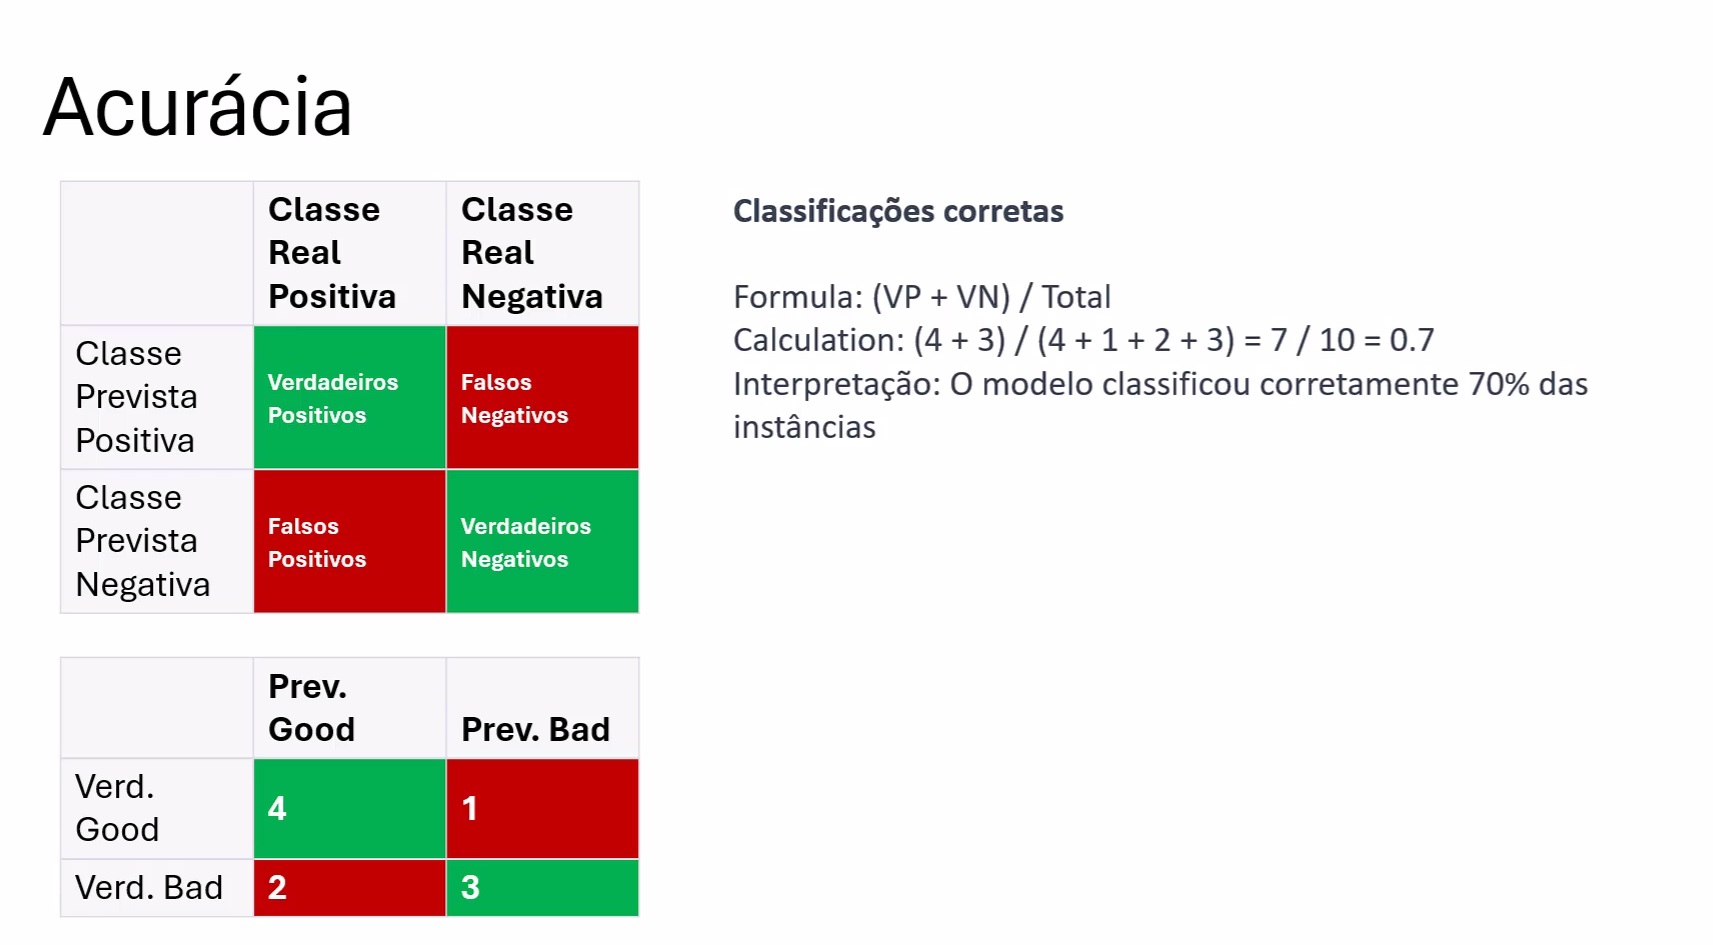 Acurácia
Classe
Real
Positiva
Classe
Real
Negativa
Classe
Prevista
Positiva
Verdadeiros
Positivos
Falsos
Negativos
Classe
Prevista
Negativa
Falsos
Positivos
Verdadeiros
Negativos
Prev.
Good
Prev. Bad
Verd.
Good
4
1
Verd. Bad
2
3
Classificações corretas
Formula: (VP + VN) / Total
Calculation: (4 + 3) / (4 + 1 + 2 + 3) = 7 / 10 = 0.7
Interpretação: O modelo classificou corretamente 70% das
instâncias